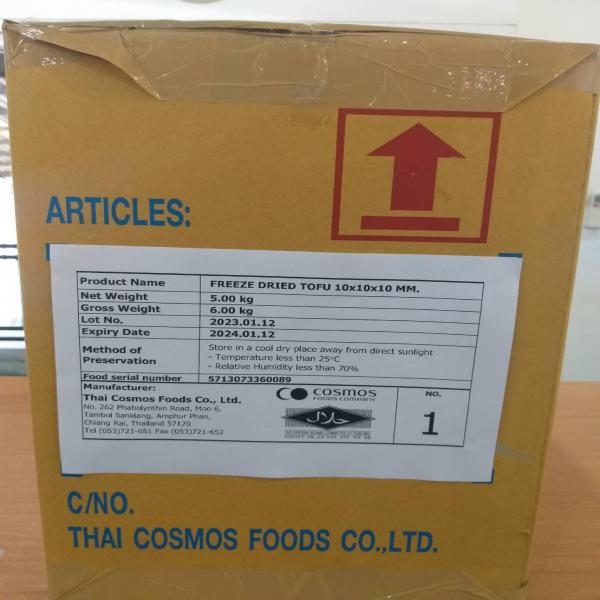 ARTICLES:
Product Name FREEZE DRIED TOFU 10x10x10 MM.
Net Weight 5.00 kg
Gross Weight 6.00 kg
Lot No. 2023.01.12
Expiry Date 2024.01.12
Method of Preservation Store in a cool dry place away from direct sunlight
- Temperature less than 25°C
- Relative Humidity less than 70%
Food serial number 5713073360089
Manufacturer:
Thai Cosmos Foods Co., Ltd.
No. 262 Phaholyothin Road, Moo 6,
Tambol Sanklang, Amphur Phan,
Chiang Rai, Thailand 57120
Tel (053)721-651 Fax (053)721-652
COSMOS
FOODS COMPANY
حلال
NO.
1
C/NO.
THAI COSMOS FOODS CO.,LTD.